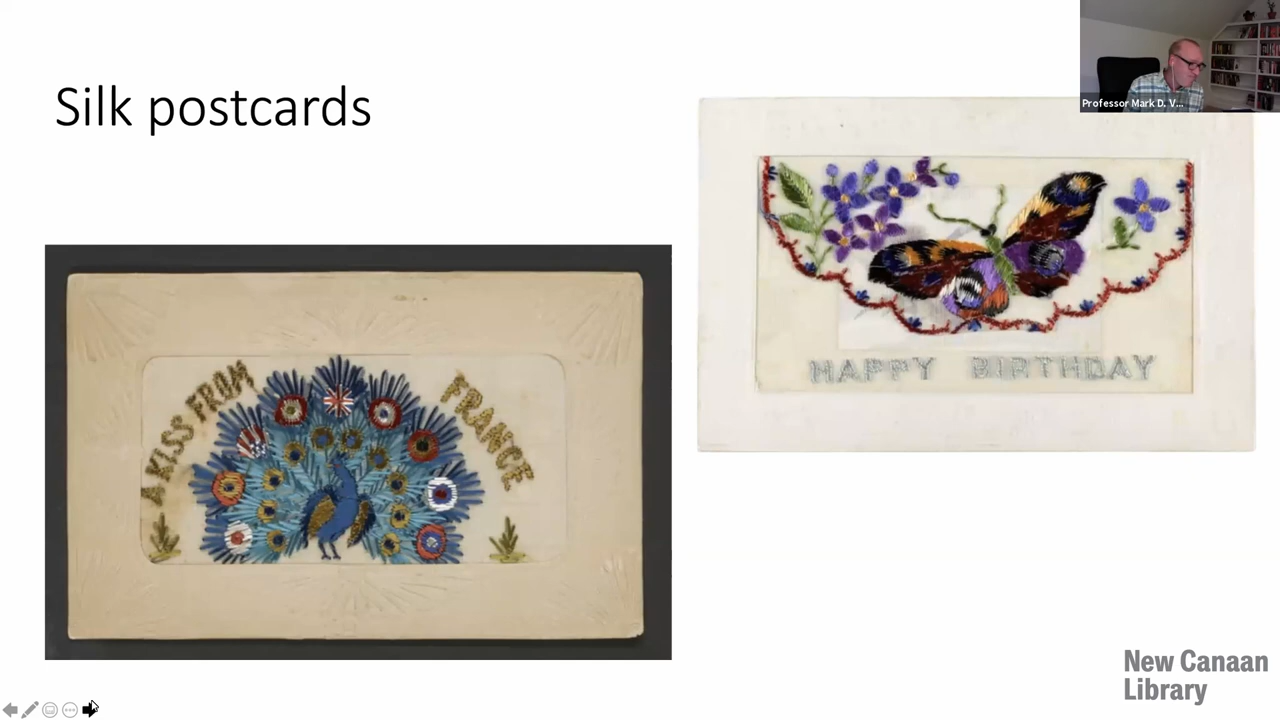 Silk postcards
Professor Mark D. V...
A KISS FROM
FRANCE
HAPPY BIRTHDAY
New Canaan
Library